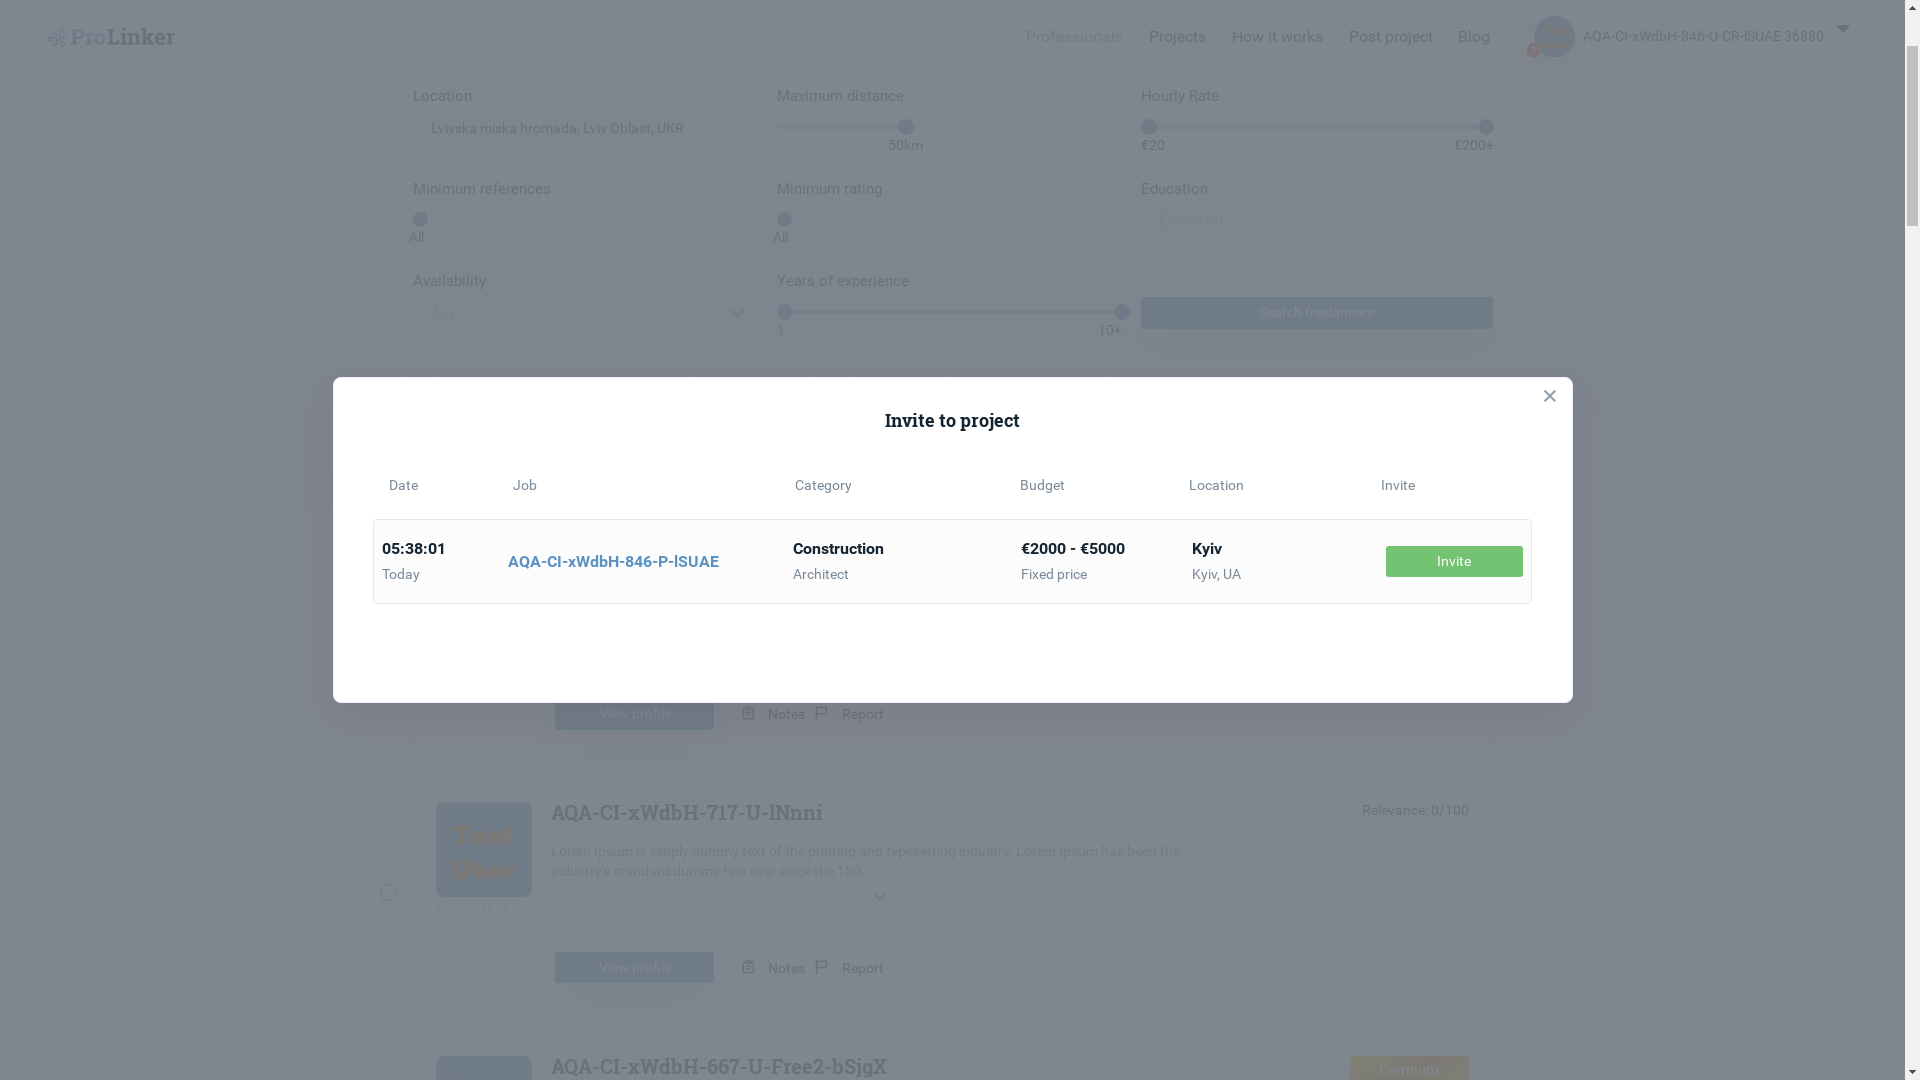 ProLinker
Professionals Projects How it works Post project Blog
AQA-CI-xWdbH-846-U-CR-lSUAE 36880
Location Maximum distance Hourly Rate
Lvivska miska hromada, Lviv Oblast, UKR
50km €20 €200+
Minimum references Minimum rating Education
Education
All All
Availability Years of experience
Any Search freelancers
1 10+
Invite to project
Date Job Category Budget Location Invite
05:38:01 Construction €2000 - €5000 Kyiv
AQA-CI-xWdbH-846-P-lSUAE Invite
Today Architect Fixed price Kyiv, UA
View profile Notes Report
AQA-CI-xWdbH-717-U-lNnni Relevance: 0/100
Test
User
Lorem Ipsum is simply dummy text of the printing and typesetting industry. Lorem Ipsum has been the
industry's standard dummy text ever since the 150...
View profile Notes Report
AQA-CI-xWdbH-667-U-Free2-bSjgX Premium